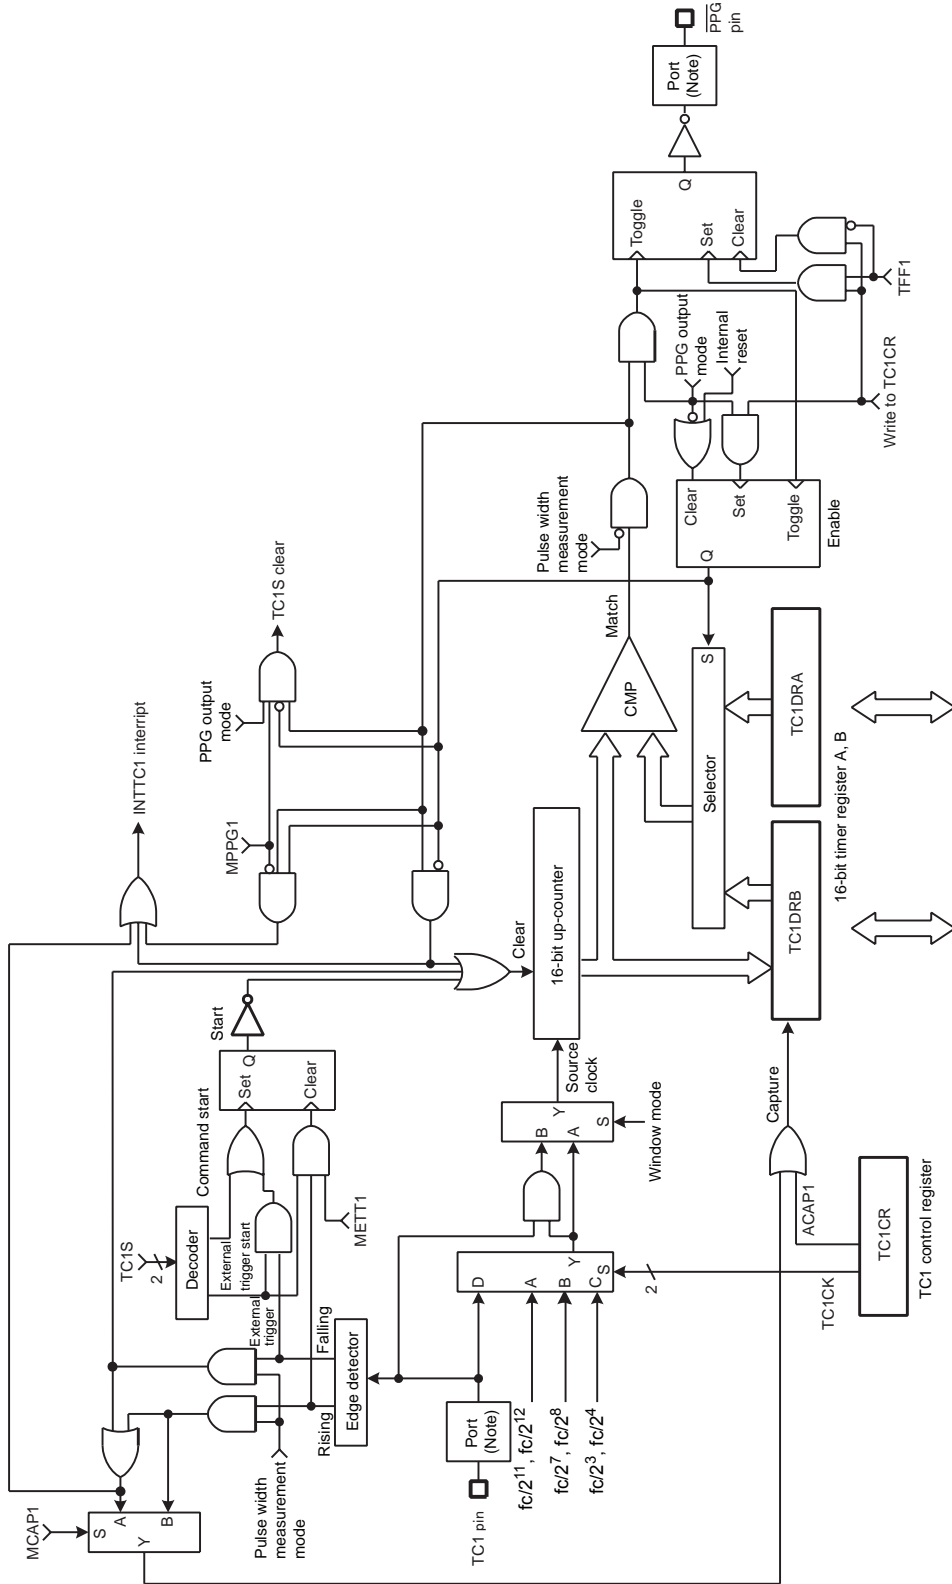 MCAP1
S
A
B
Y
TC1S
2
Decoder
Command start
External
trigger start
External
trigger
Set
Q
Clear
Start
METT1
Pulse width
measurement
mode
Rising
Falling
Edge detector
INTTC1 interript
MPPG1
PPG output
mode
TC1S clear
TC1 pin
Port
(Note)
fc/2¹¹, fc/2¹²
fc/2⁷, fc/2⁸
fc/2³, fc/2⁴
D
A
B
C
S
Y
B
A
Y
S
Window mode
Source
clock
Clear
16-bit up-counter
CMP
Match
Pulse width
measurement
mode
Selector
S
TC1DRB
TC1DRA
16-bit timer register A, B
Capture
ACAP1
TC1CK
2
TC1CR
TC1 control register
Q
Clear
Set
Toggle
Enable
PPG output
mode
Internal
reset
Write to TC1CR
TFF1
Toggle
Set
Clear
Q
Port
(Note)
PPG
pin